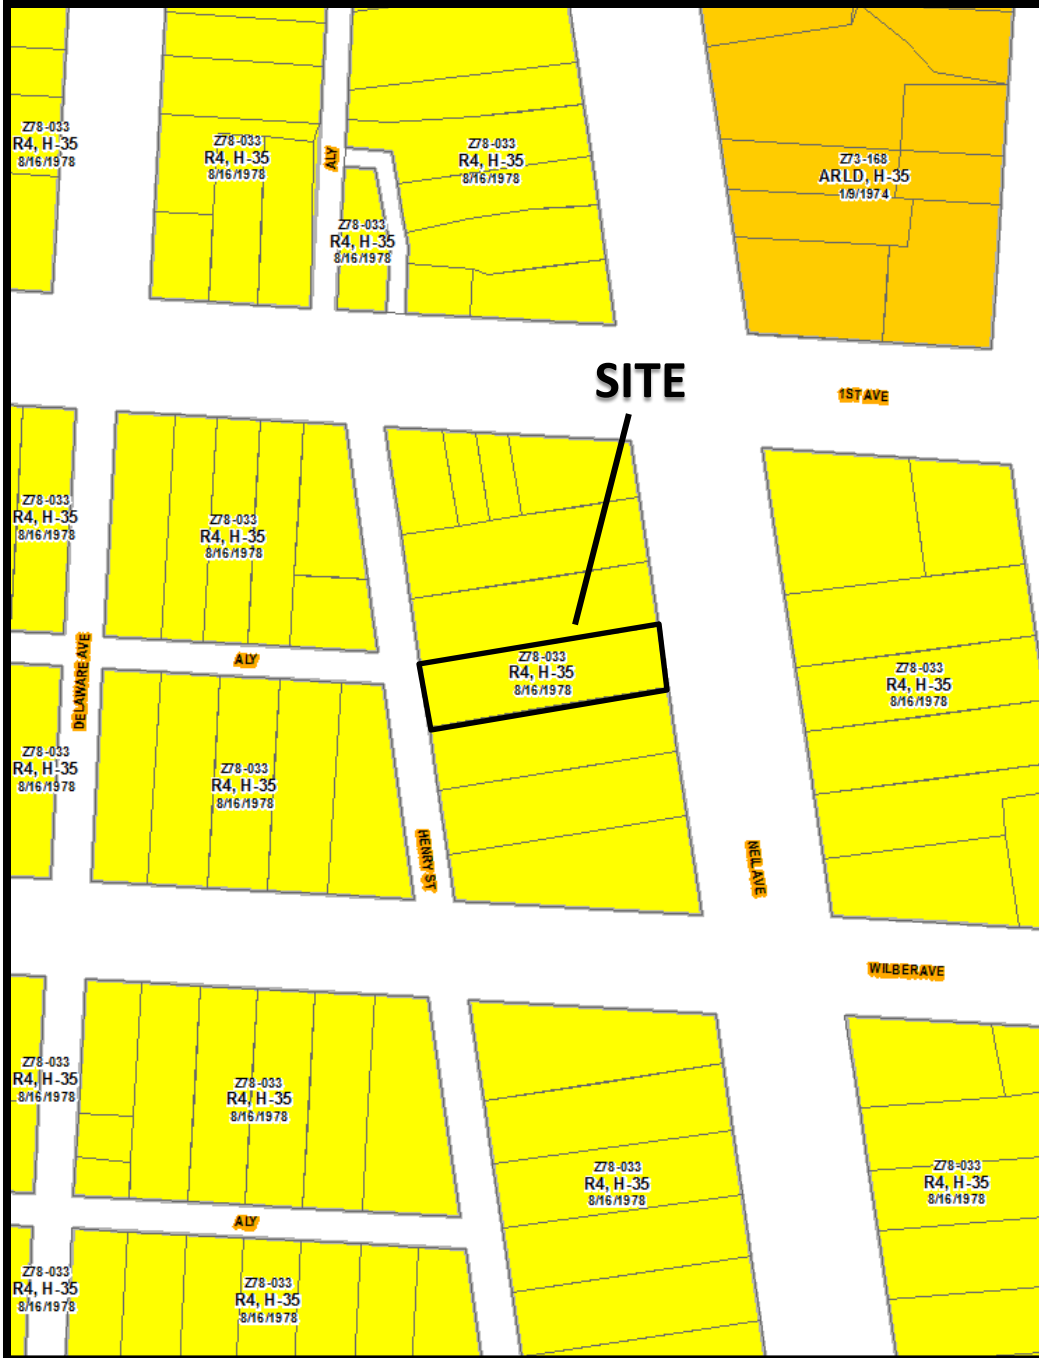 Z78-033
R4, H-35
8/16/1978
Z78-033
R4, H-35
8/16/1978
ALY
Z78-033
R4, H-35
8/16/1978
Z73-168
ARLD, H-35
1/9/1974
Z78-033
R4, H-35
8/16/1978
SITE
1ST AVE
Z78-033
R4, H-35
8/16/1978
Z78-033
R4, H-35
8/16/1978
DELAWARE AVE
ALY
Z78-033
R4, H-35
8/16/1978
Z78-033
R4, H-35
8/16/1978
Z78-033
R4, H-35
8/16/1978
Z78-033
R4, H-35
8/16/1978
HENRY ST
NEIL AVE
WILBER AVE
Z78-033
R4, H-35
8/16/1978
Z78-033
R4, H-35
8/16/1978
Z78-033
R4, H-35
8/16/1978
Z78-033
R4, H-35
8/16/1978
ALY
Z78-033
R4, H-35
8/16/1978
Z78-033
R4, H-35
8/16/1978